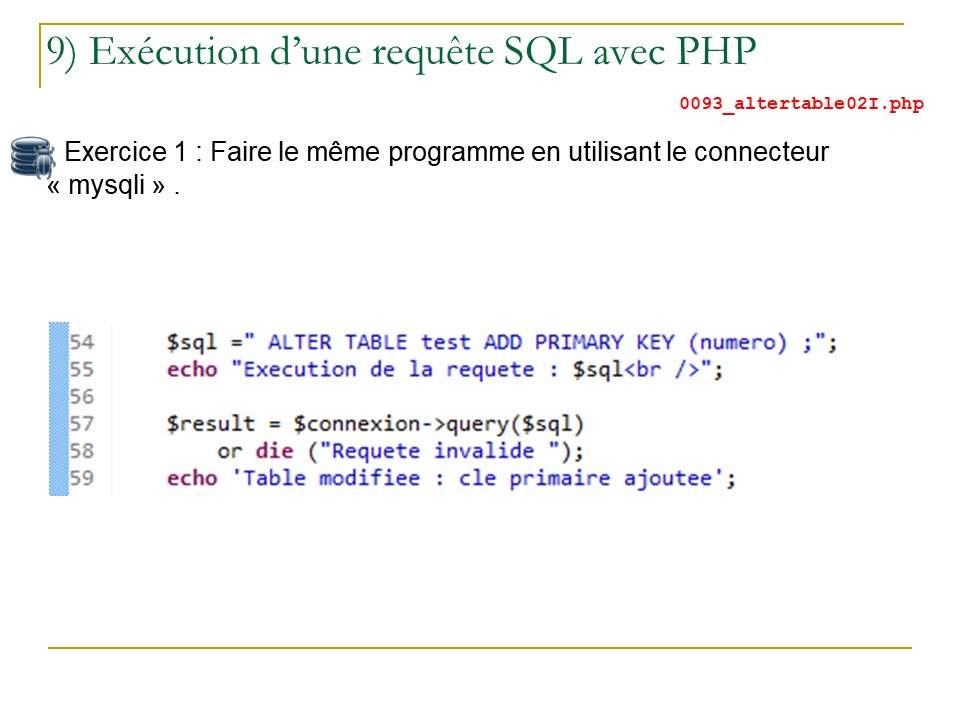 9) Exécution d’une requête SQL avec PHP
0093_altertable02I.php
Exercice 1 : Faire le même programme en utilisant le connecteur
« mysqli » .
54 $sql =" ALTER TABLE test ADD PRIMARY KEY (numero) ;";
55 echo "Execution de la requete : $sql<br />";
56
57 $result = $connexion->query($sql)
58 or die ("Requete invalide ");
59 echo 'Table modifiee : cle primaire ajoutee';